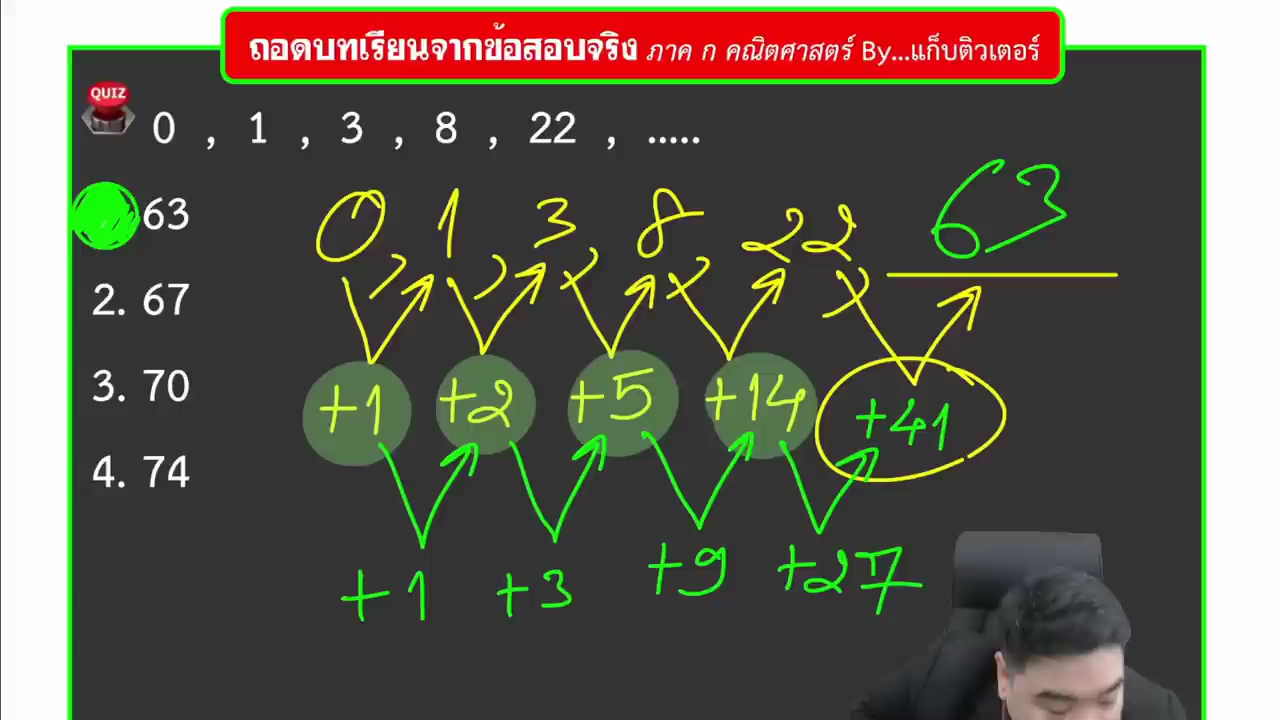 ถอดบทเรียนจากข้อสอบจริง ภาค ก คณิตศาสตร์ By...แก็บติวเตอร์
QUIZ
0 , 1 , 3 , 8 , 22 , .....
63
2. 67
3. 70
4. 74
0 , 1 , 3 , 8 , 22 , 63
+1 +2 +5 +14 +41
+1 +3 +9 +27